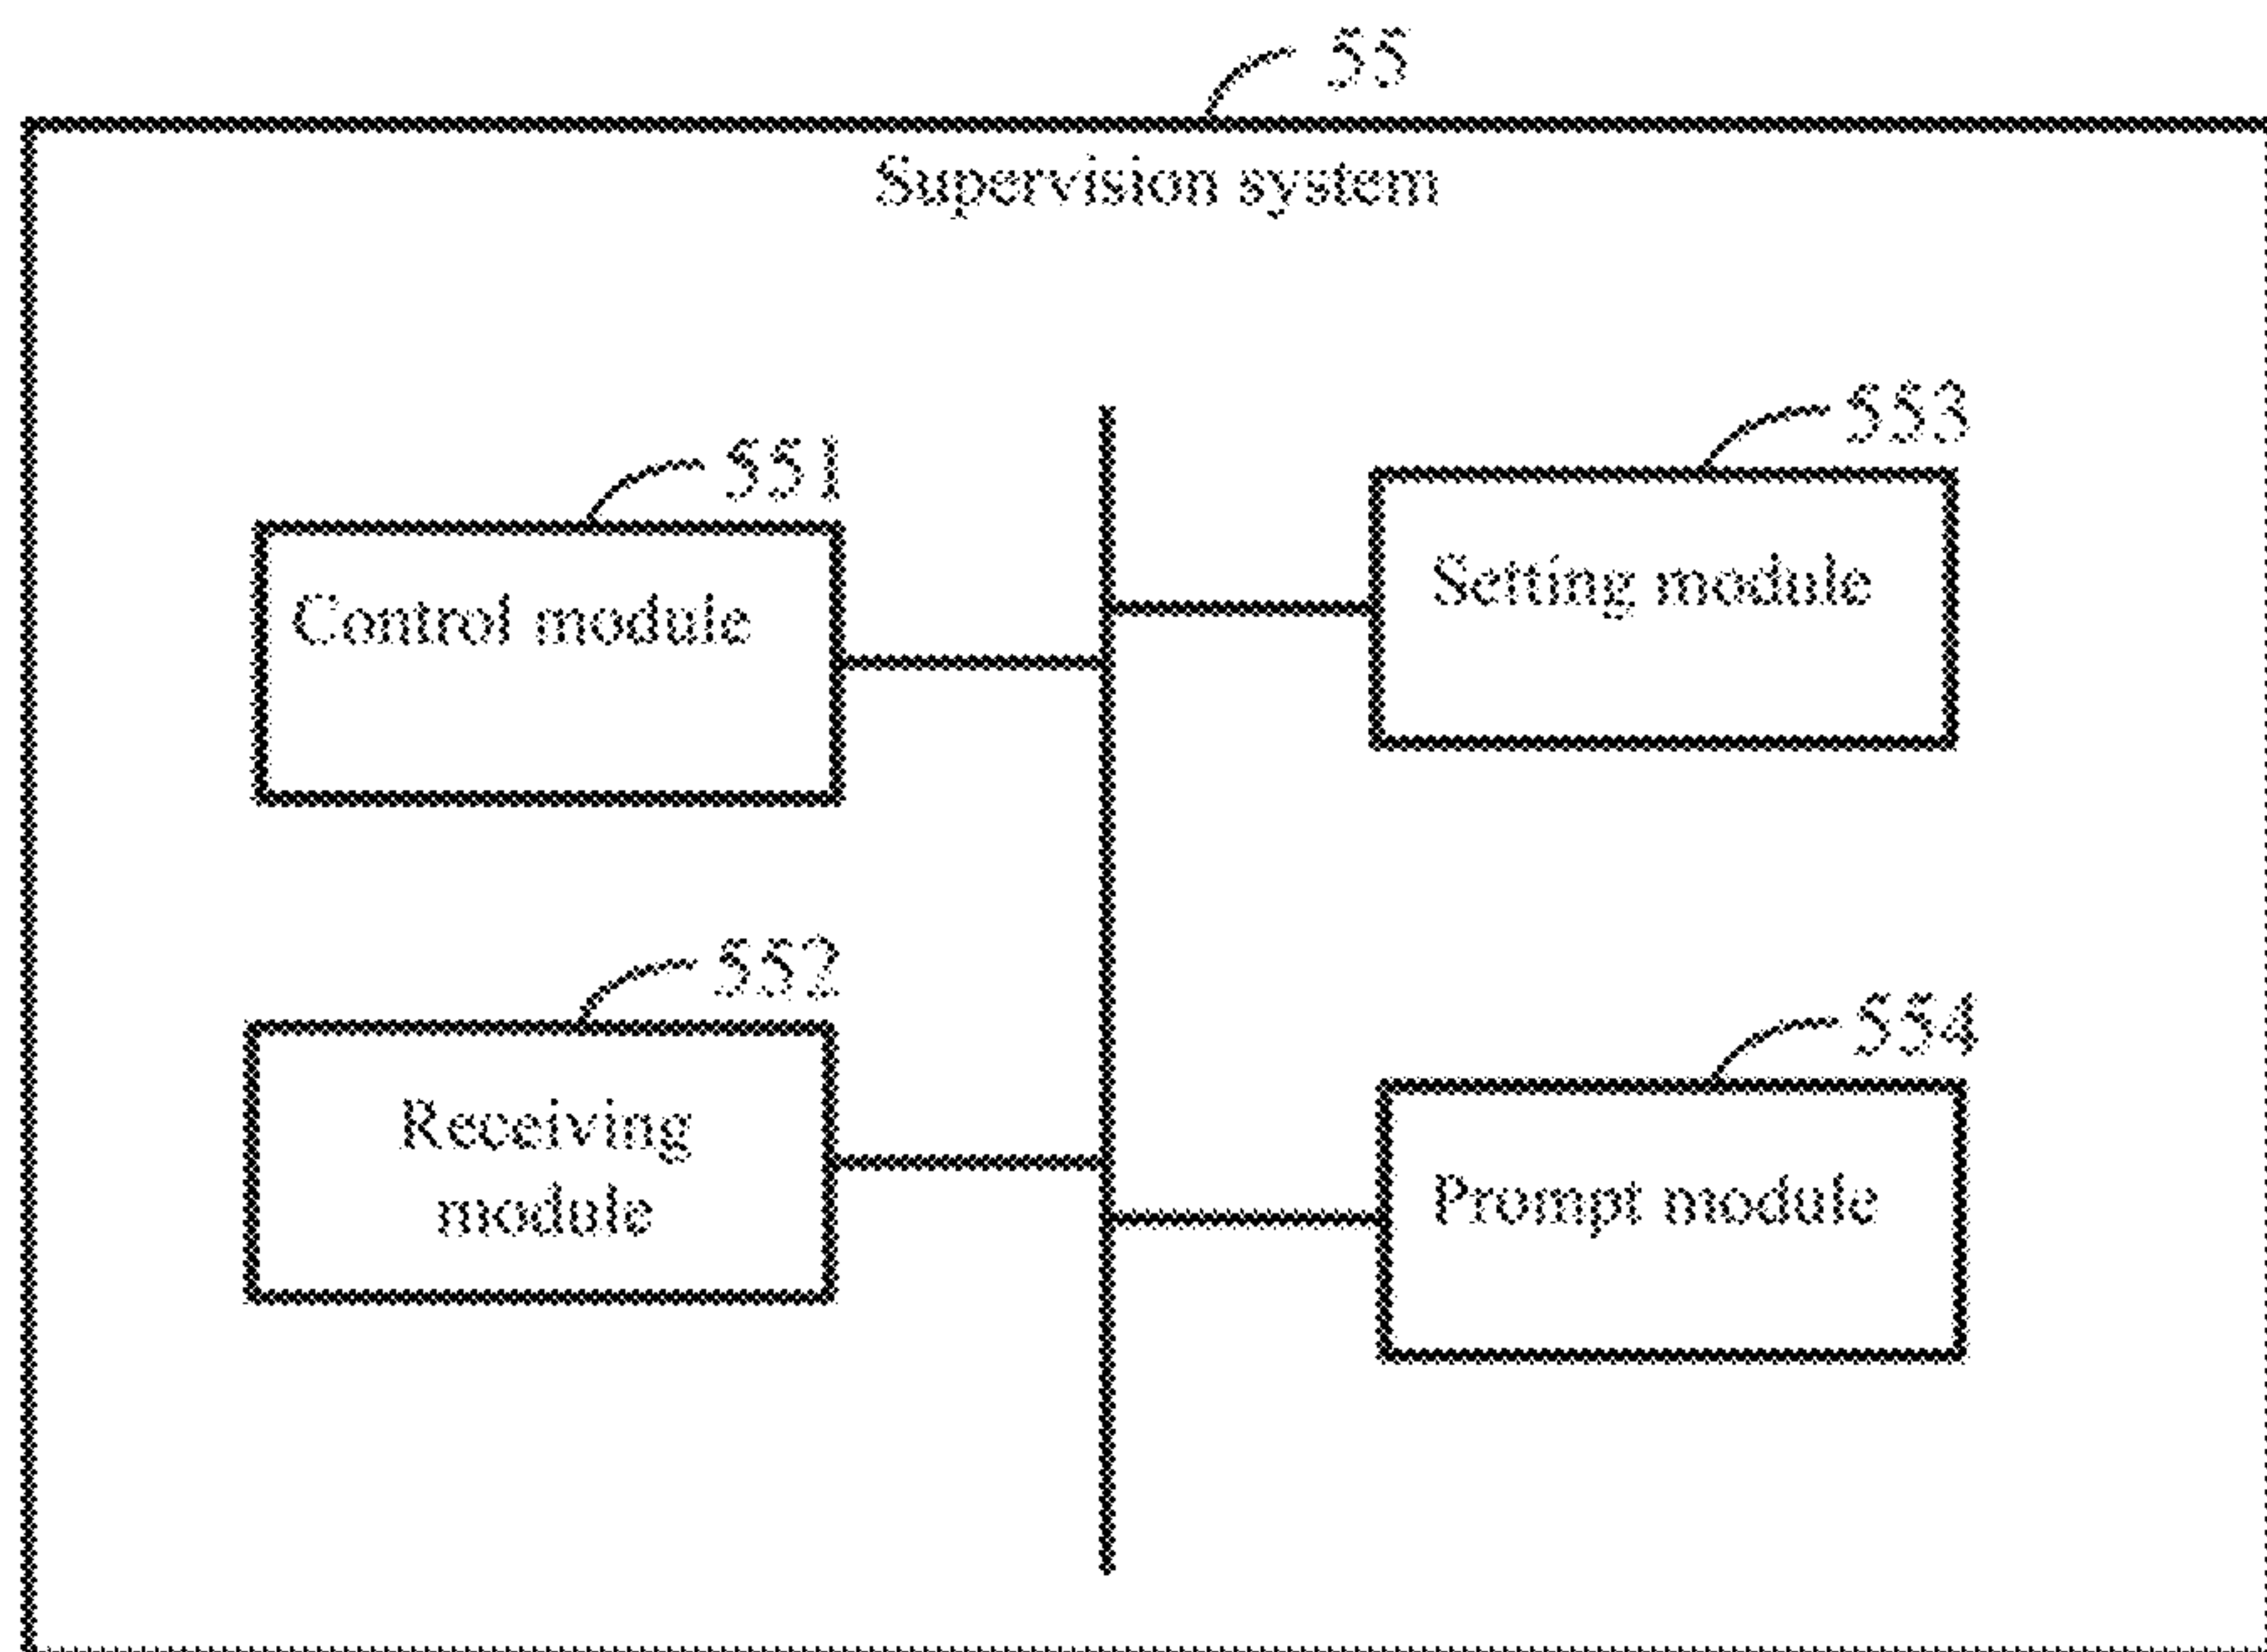 55
Supervision system
551
Control module
553
Setting module
552
Receiving
module
554
Prompt module